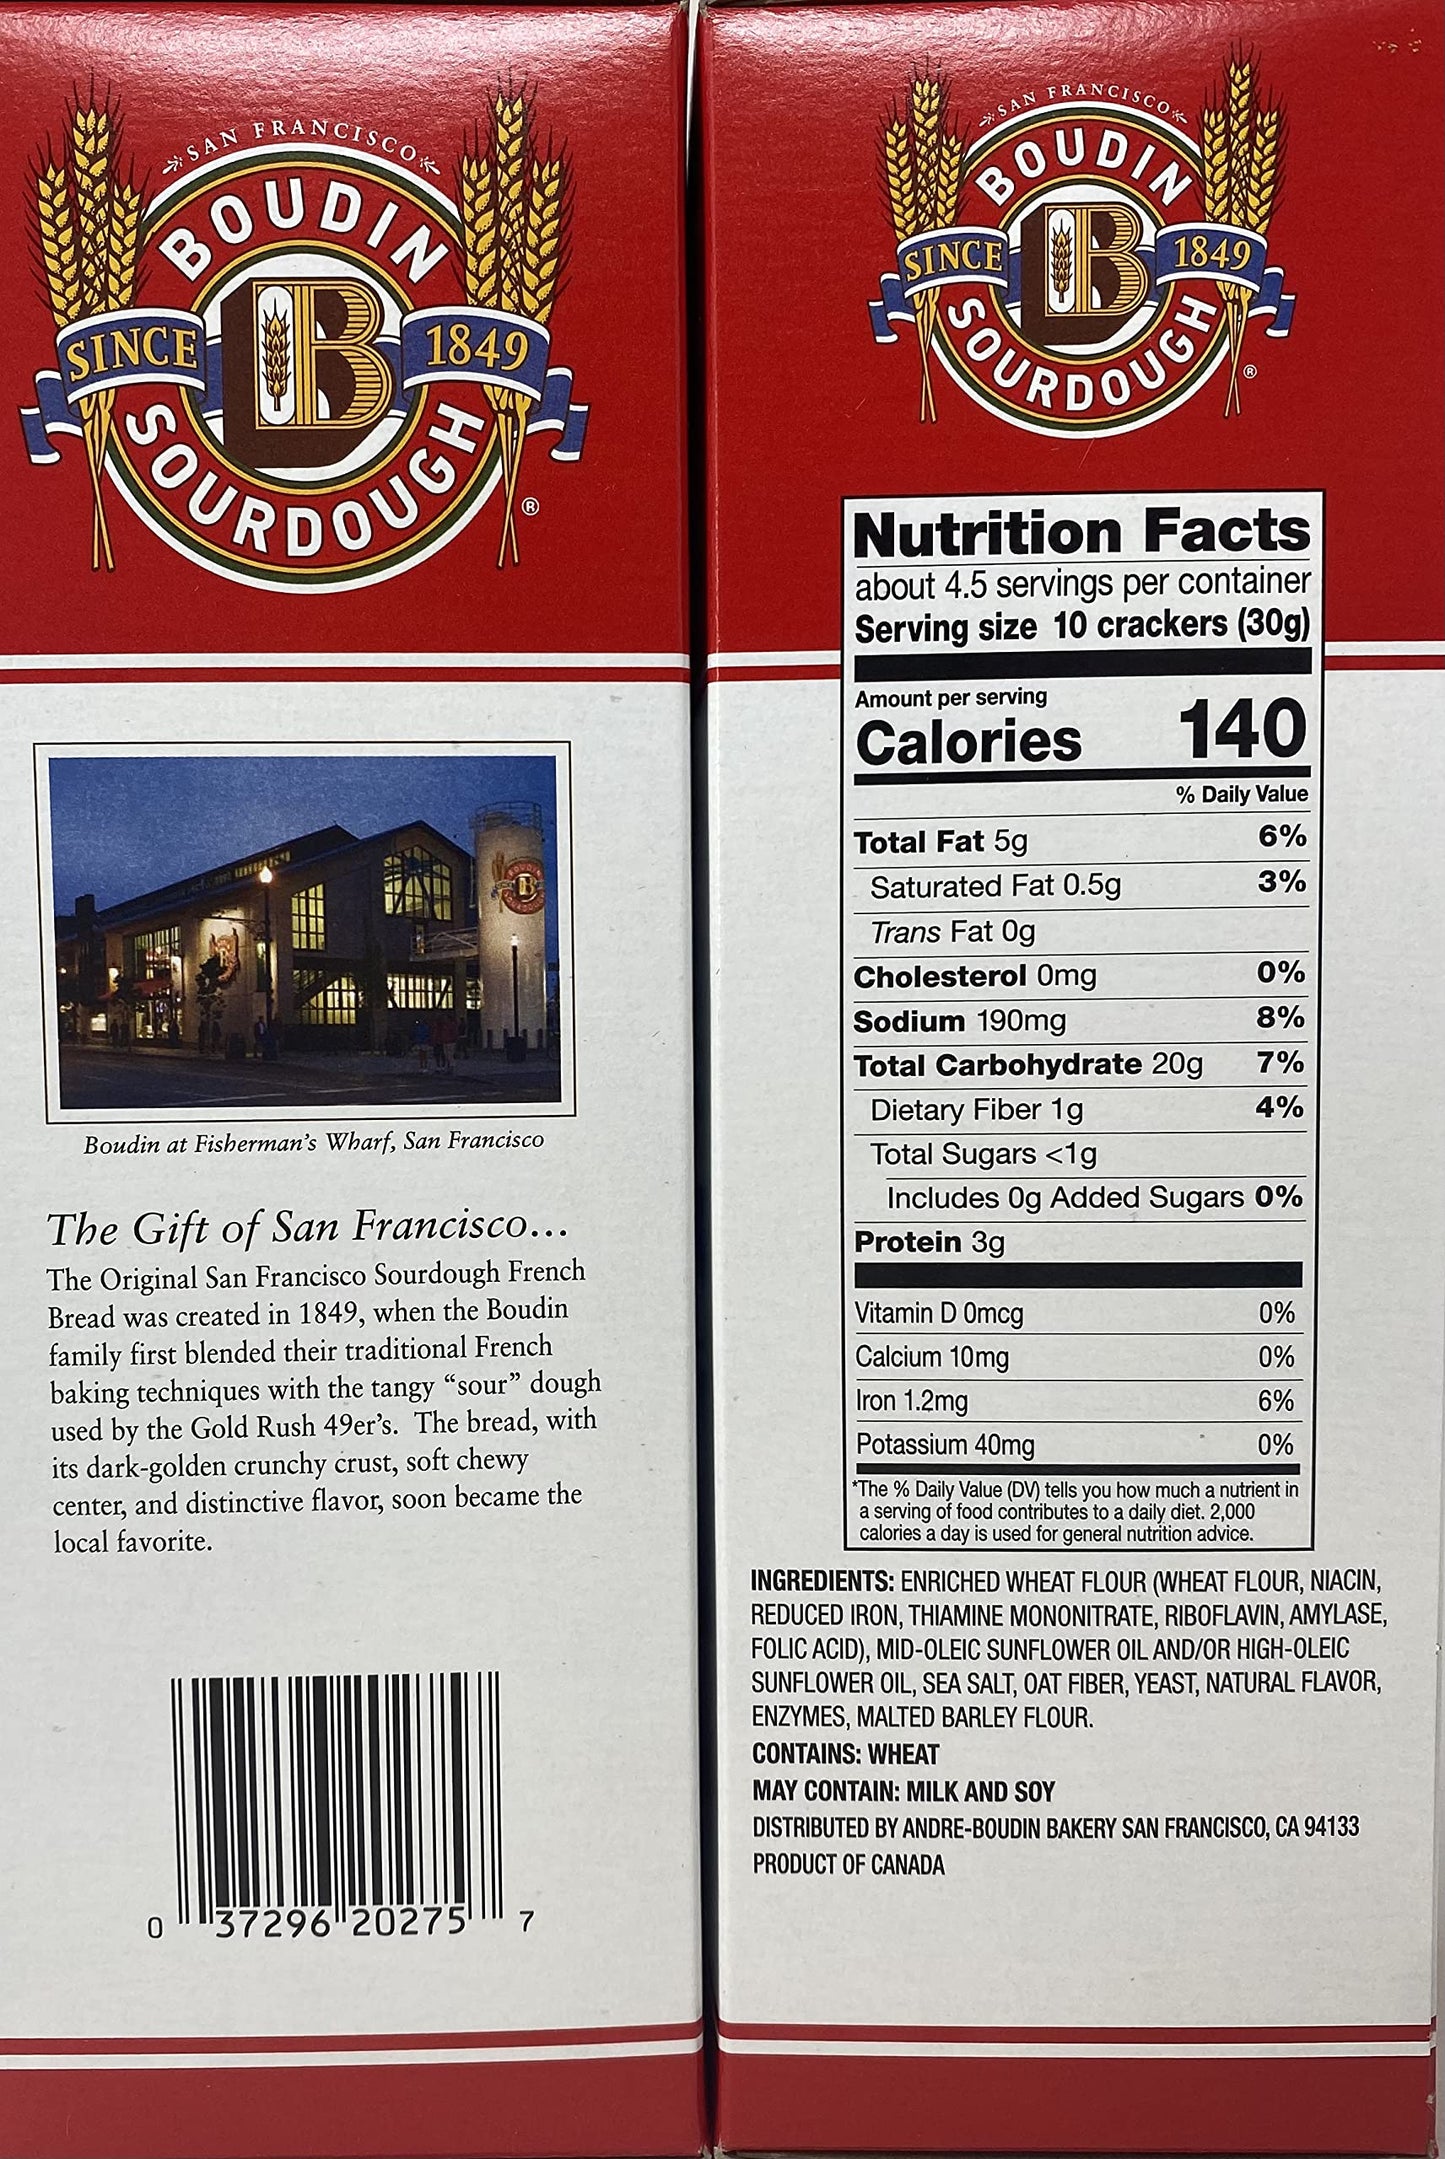 SAN FRANCISCO
BOUDIN
SINCE B 1849
SOURDOUGH
®
BOUDIN
B
Boudin at Fisherman's Wharf, San Francisco
The Gift of San Francisco...
The Original San Francisco Sourdough French
Bread was created in 1849, when the Boudin
family first blended their traditional French
baking techniques with the tangy “sour” dough
used by the Gold Rush 49er's. The bread, with
its dark-golden crunchy crust, soft chewy
center, and distinctive flavor, soon became the
local favorite.
0 37296 20275 7
SAN FRANCISCO
BOUDIN
SINCE B 1849
SOURDOUGH
®
Nutrition Facts
about 4.5 servings per container
Serving size 10 crackers (30g)
Amount per serving
Calories 140
% Daily Value
Total Fat 5g 6%
Saturated Fat 0.5g 3%
Trans Fat 0g
Cholesterol 0mg 0%
Sodium 190mg 8%
Total Carbohydrate 20g 7%
Dietary Fiber 1g 4%
Total Sugars <1g
Includes 0g Added Sugars 0%
Protein 3g
Vitamin D 0mcg 0%
Calcium 10mg 0%
Iron 1.2mg 6%
Potassium 40mg 0%
*The % Daily Value (DV) tells you how much a nutrient in
a serving of food contributes to a daily diet. 2,000
calories a day is used for general nutrition advice.
INGREDIENTS: ENRICHED WHEAT FLOUR (WHEAT FLOUR, NIACIN,
REDUCED IRON, THIAMINE MONONITRATE, RIBOFLAVIN, AMYLASE,
FOLIC ACID), MID-OLEIC SUNFLOWER OIL AND/OR HIGH-OLEIC
SUNFLOWER OIL, SEA SALT, OAT FIBER, YEAST, NATURAL FLAVOR,
ENZYMES, MALTED BARLEY FLOUR.
CONTAINS: WHEAT
MAY CONTAIN: MILK AND SOY
DISTRIBUTED BY ANDRE-BOUDIN BAKERY SAN FRANCISCO, CA 94133
PRODUCT OF CANADA